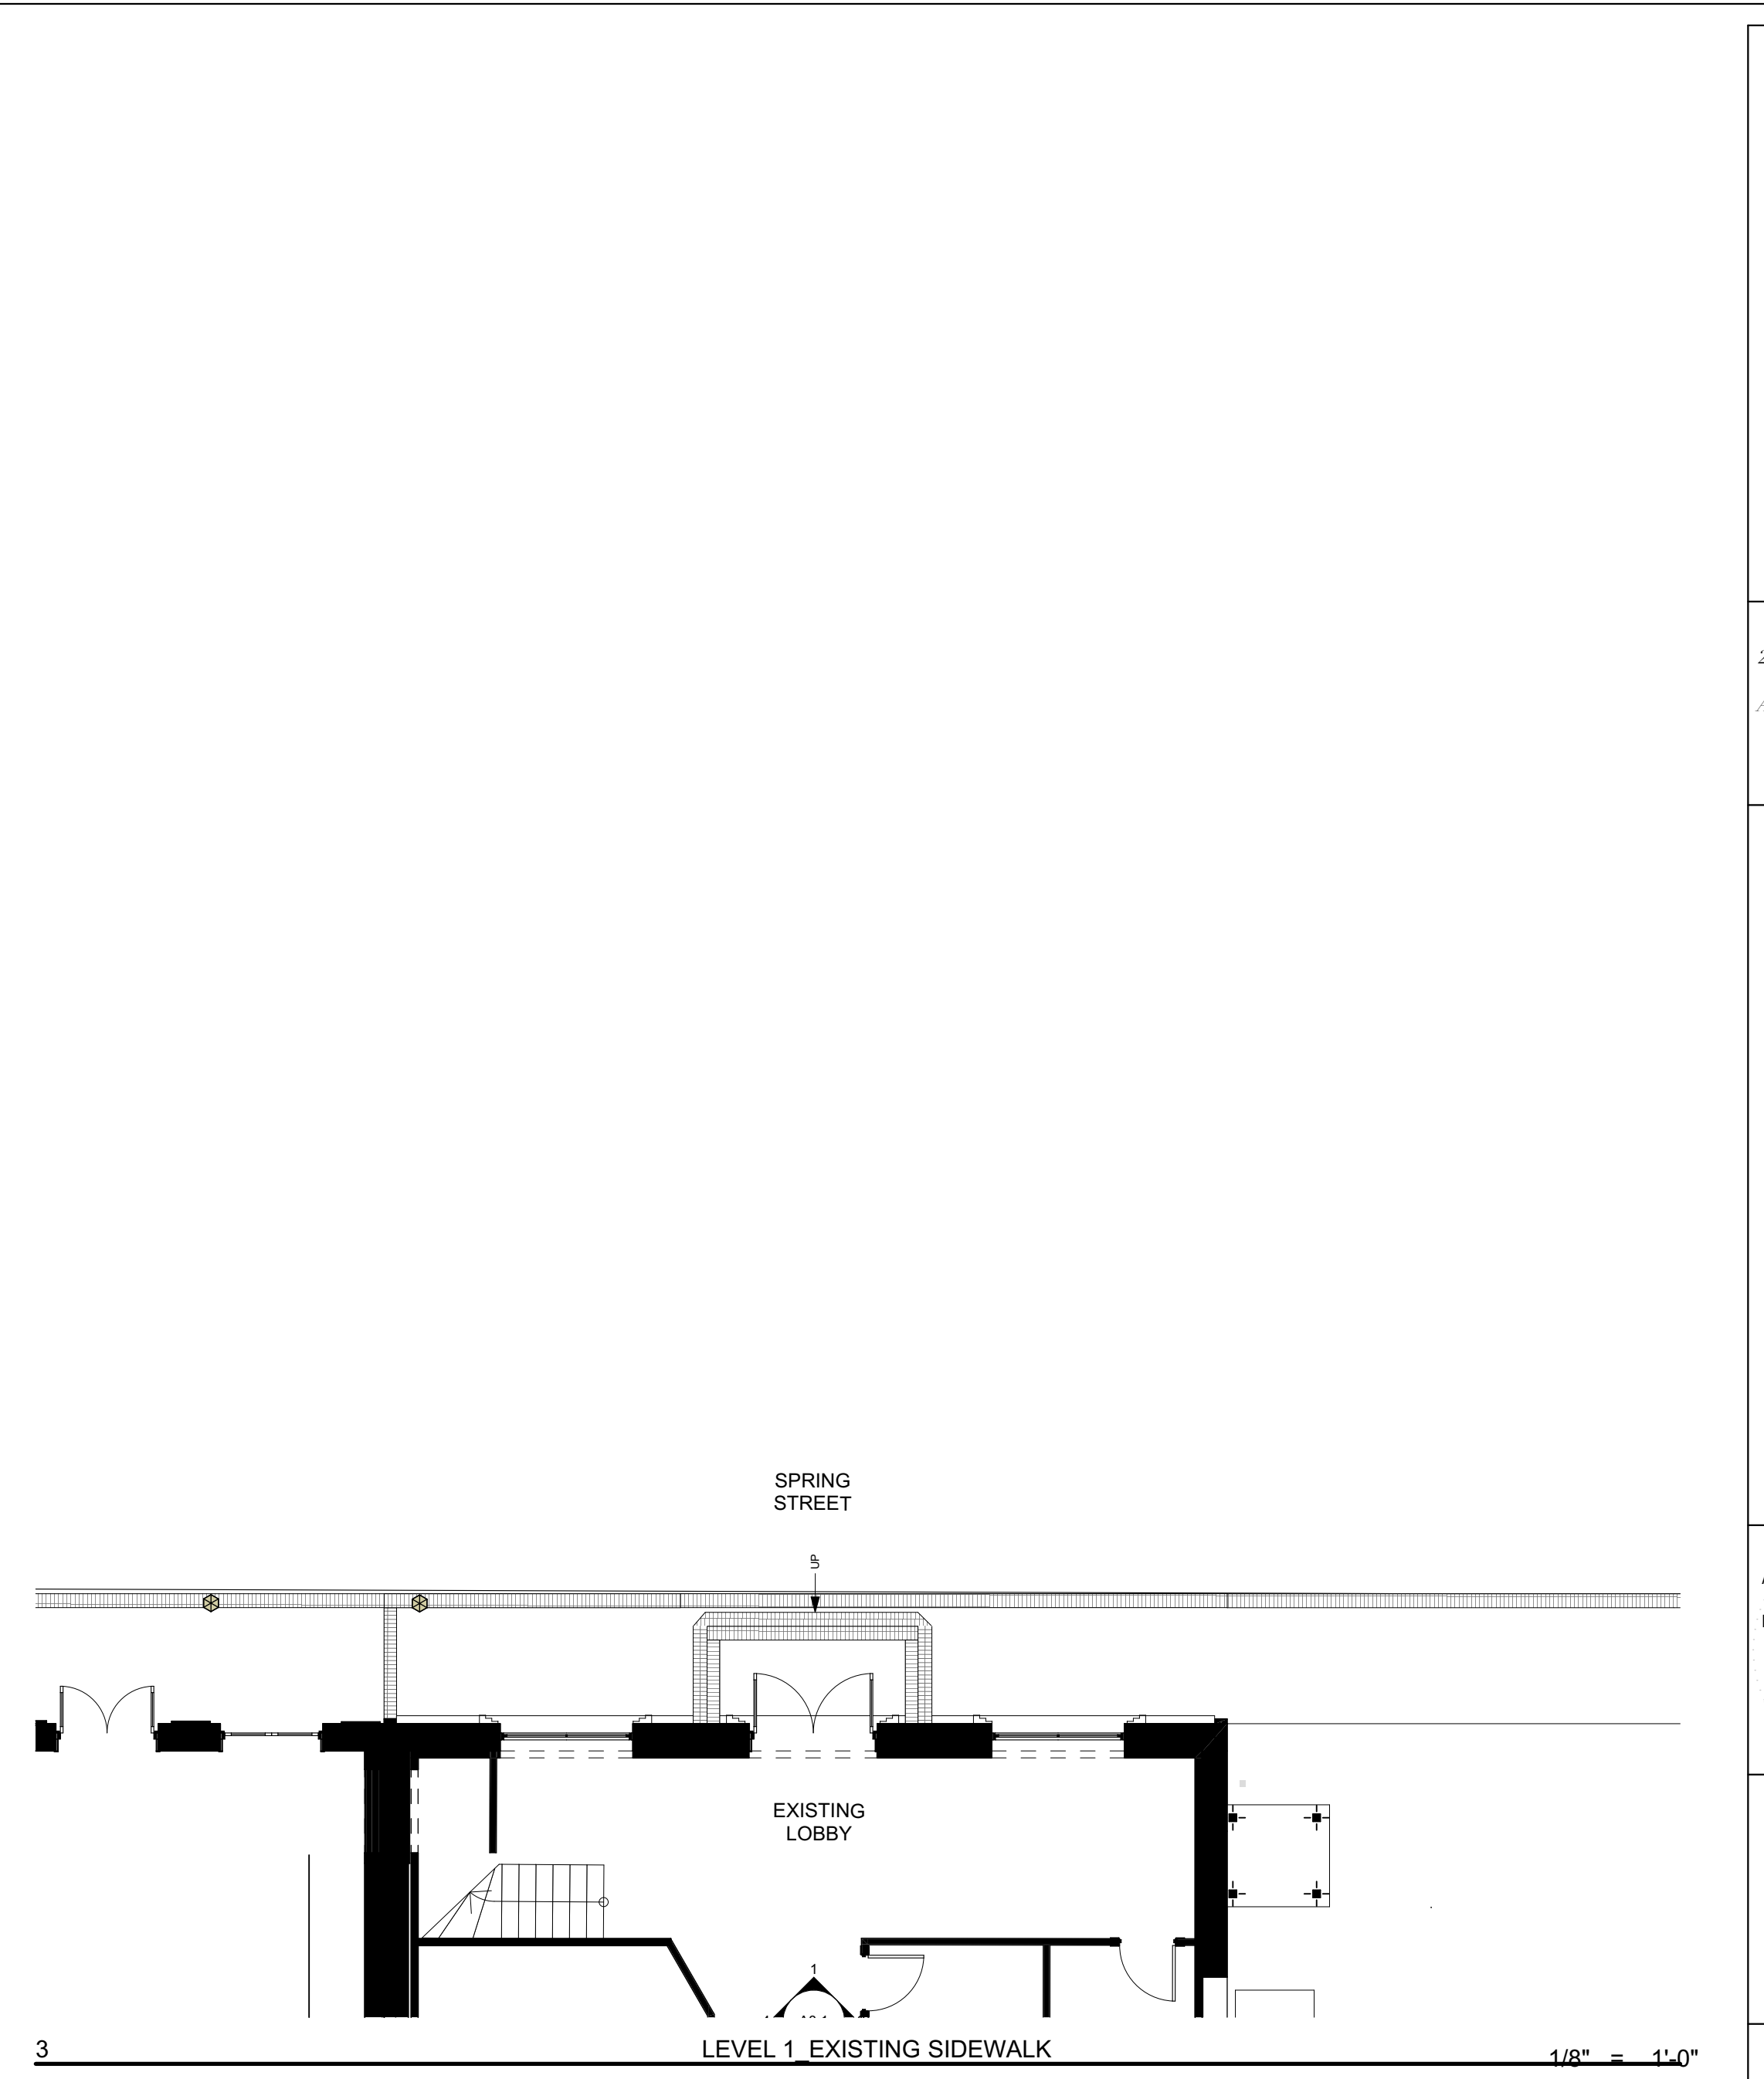 SPRING
STREET
UP
EXISTING
LOBBY
1
3
LEVEL 1_EXISTING SIDEWALK
1/8" = 1'-0"